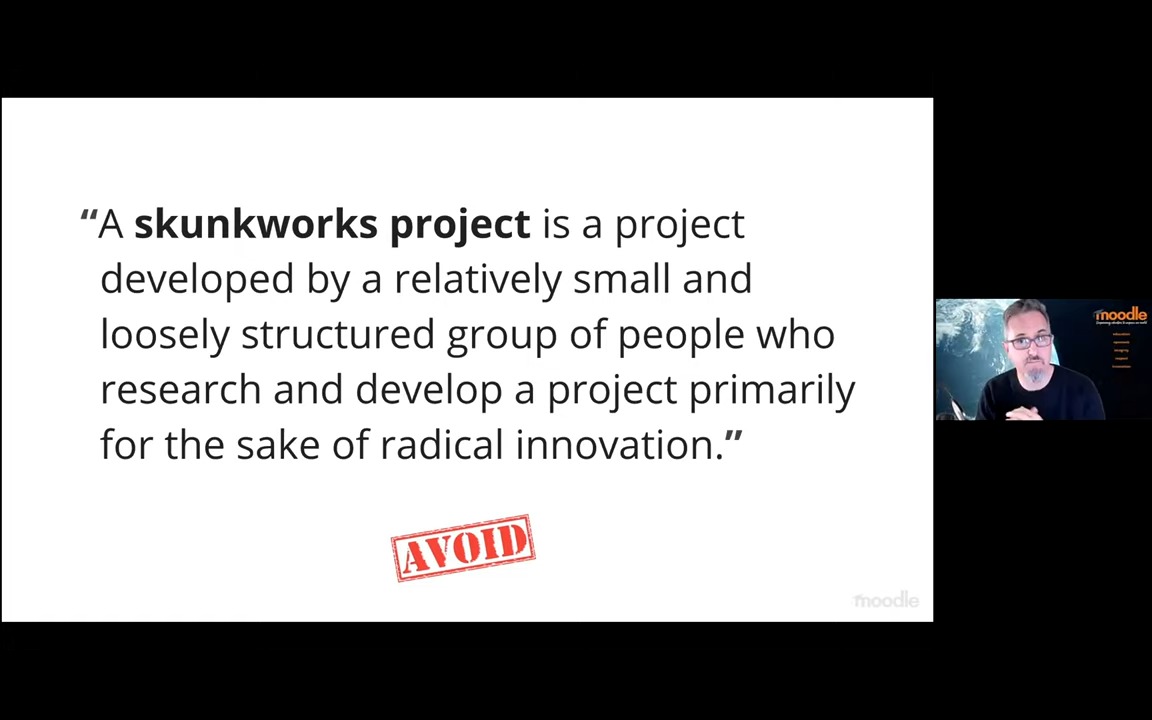 “A skunkworks project is a project
developed by a relatively small and
loosely structured group of people who
research and develop a project primarily
for the sake of radical innovation.”
AVOID
moodle
moodle